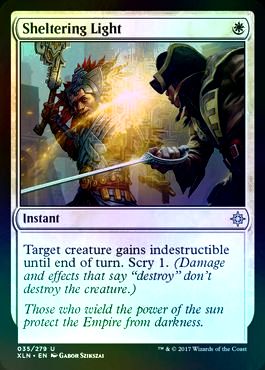 Sheltering Light
Instant
Target creature gains indestructible
until end of turn. Scry 1. (Damage
and effects that say “destroy” don’t
destroy the creature.)
Those who wield the power of the sun
protect the Empire from darkness.
035/279 U
XLN • EN Gabor Szikszai
™ & © 2017 Wizards of the Coast